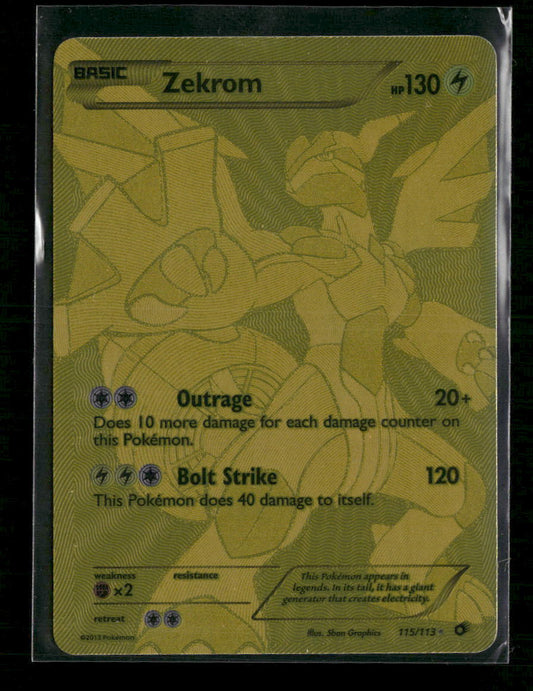 BASIC
Zekrom
HP130
Outrage 20+
Does 10 more damage for each damage counter on
this Pokémon.
Bolt Strike 120
This Pokémon does 40 damage to itself.
weakness resistance
×2
This Pokémon appears in
legends. In its tail, it has a giant
generator that creates electricity.
retreat
Illus. Shon Graphics 115/113
©2013 Pokémon